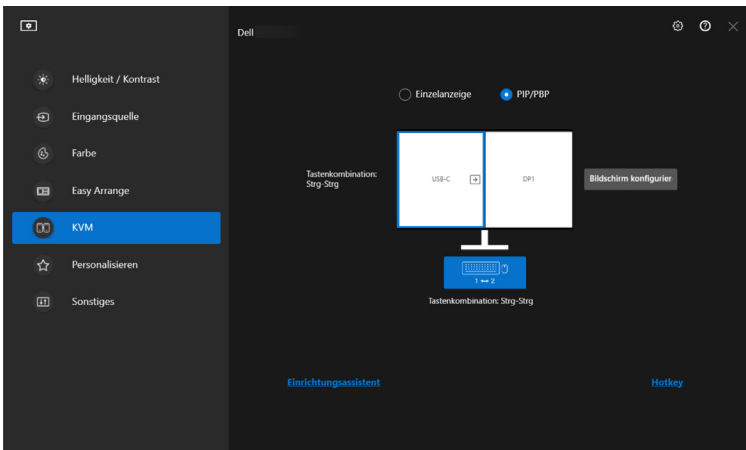 Dell
Helligkeit / Kontrast
Eingangsquelle
Farbe
Easy Arrange
KVM
Personalisieren
Sonstiges
Einzelanzeige
PIP/PBP
Tastenkombination:
Strg-Strg
USB-C
DP1
Bildschirm konfigurier
1 ↔ 2
Tastenkombination: Strg-Strg
Einrichtungsassistent
Hotkey